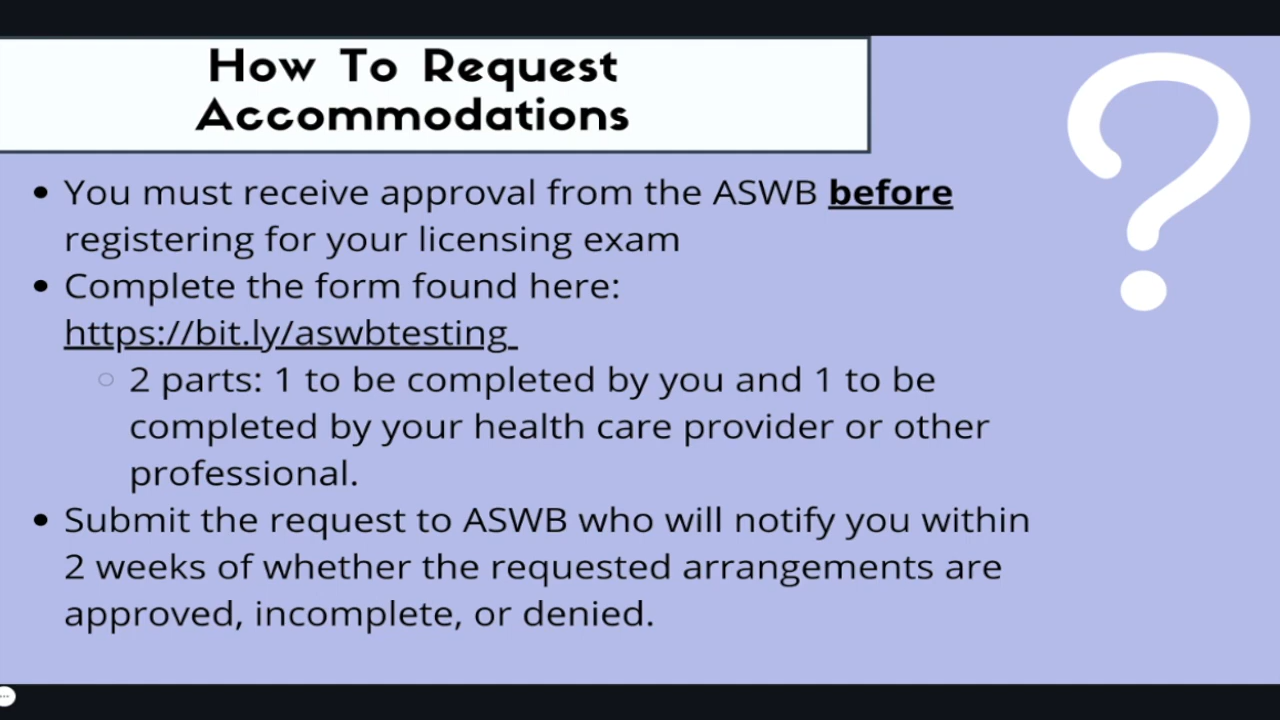 How To Request
Accommodations
• You must receive approval from the ASWB before
registering for your licensing exam
• Complete the form found here:
https://bit.ly/aswbtesting
○ 2 parts: 1 to be completed by you and 1 to be
completed by your health care provider or other
professional.
• Submit the request to ASWB who will notify you within
2 weeks of whether the requested arrangements are
approved, incomplete, or denied.
?